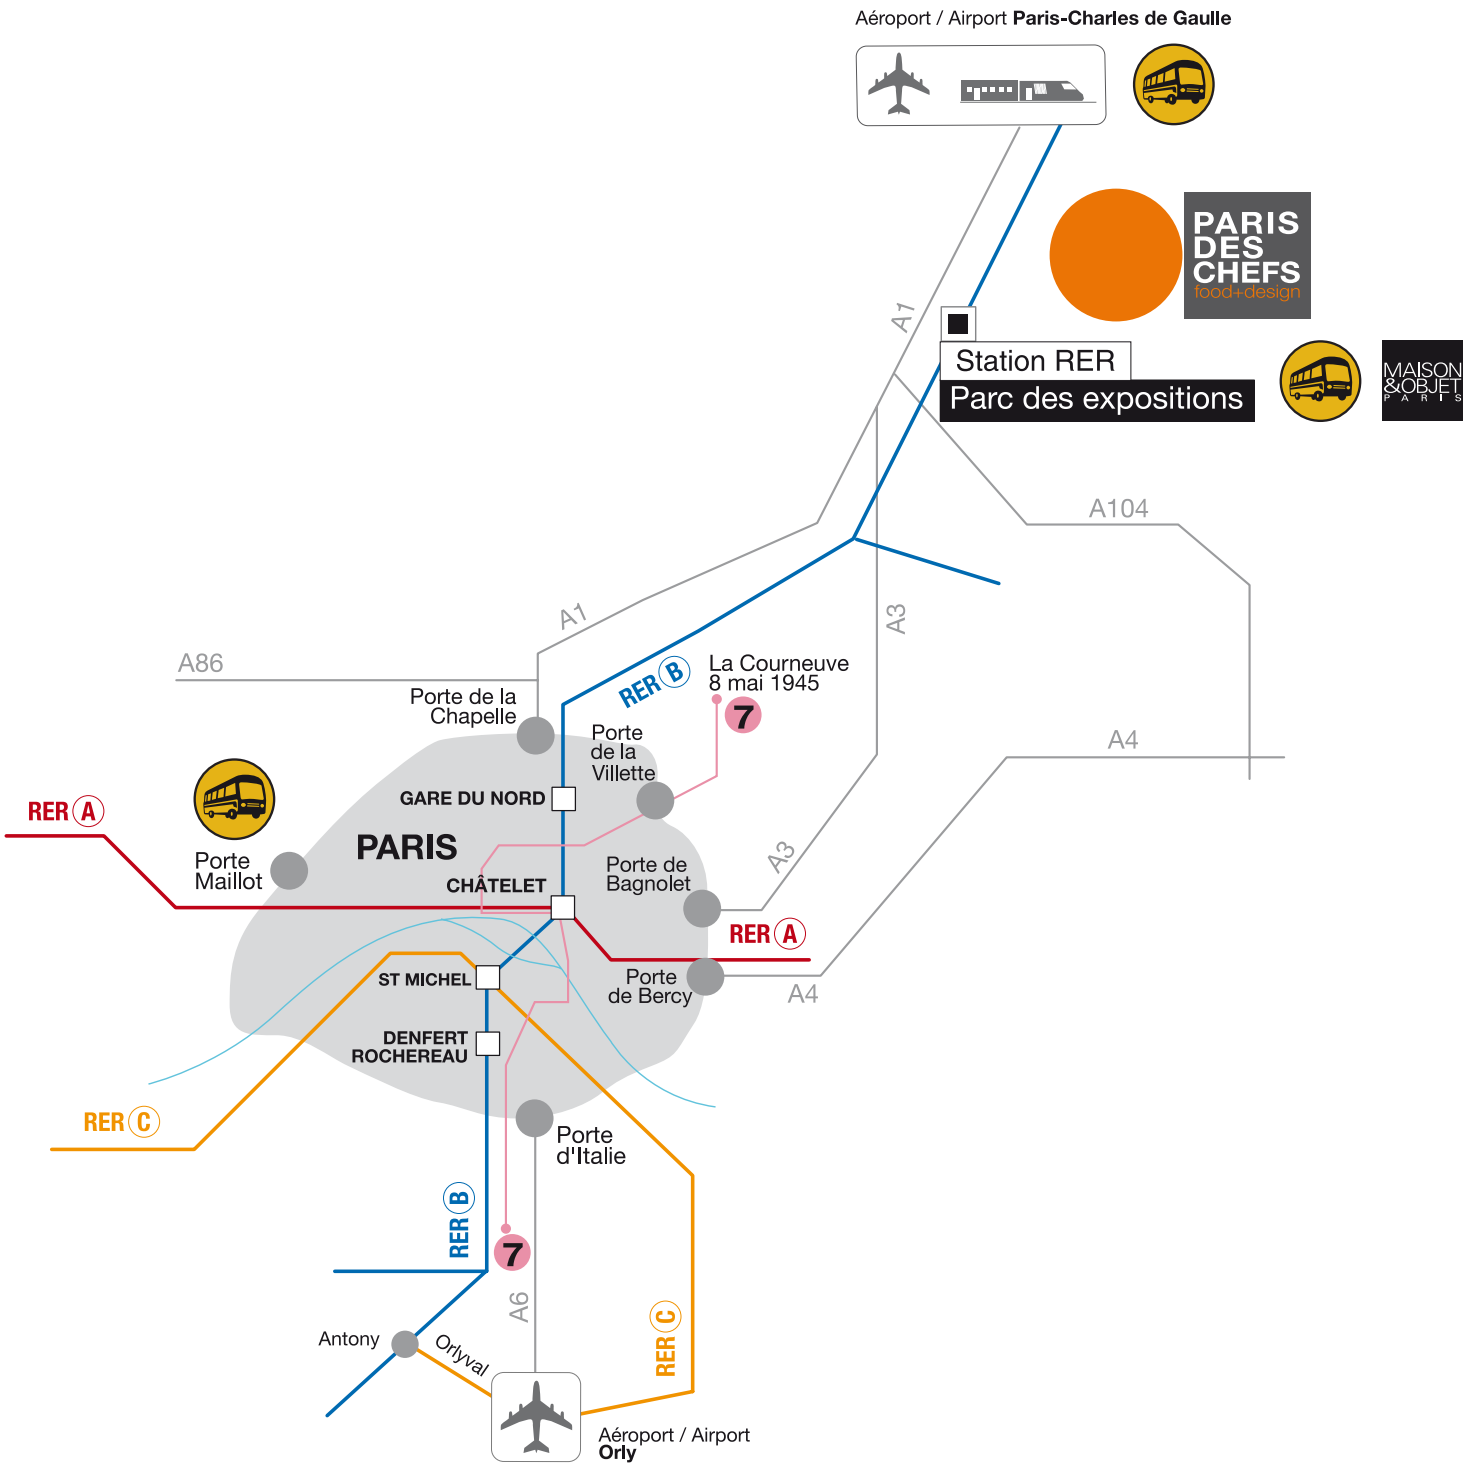 Aéroport / Airport Paris-Charles de Gaulle
PARIS
DES
CHEFS
food+design
A1
Station RER
Parc des expositions
MAISON
&OBJET
PARIS
A104
A1
A3
A86
RER B
La Courneuve
8 mai 1945
7
Porte de la
Chapelle
Porte
de la
Villette
A4
GARE DU NORD
RER A
PARIS
Porte
Maillot
A3
CHÂTELET
Porte de
Bagnolet
RER A
ST MICHEL
Porte
de Bercy
A4
DENFERT
ROCHEREAU
RER C
Porte
d'Italie
RER B
7
A6
RER C
Antony
Orlyval
Aéroport / Airport
Orly